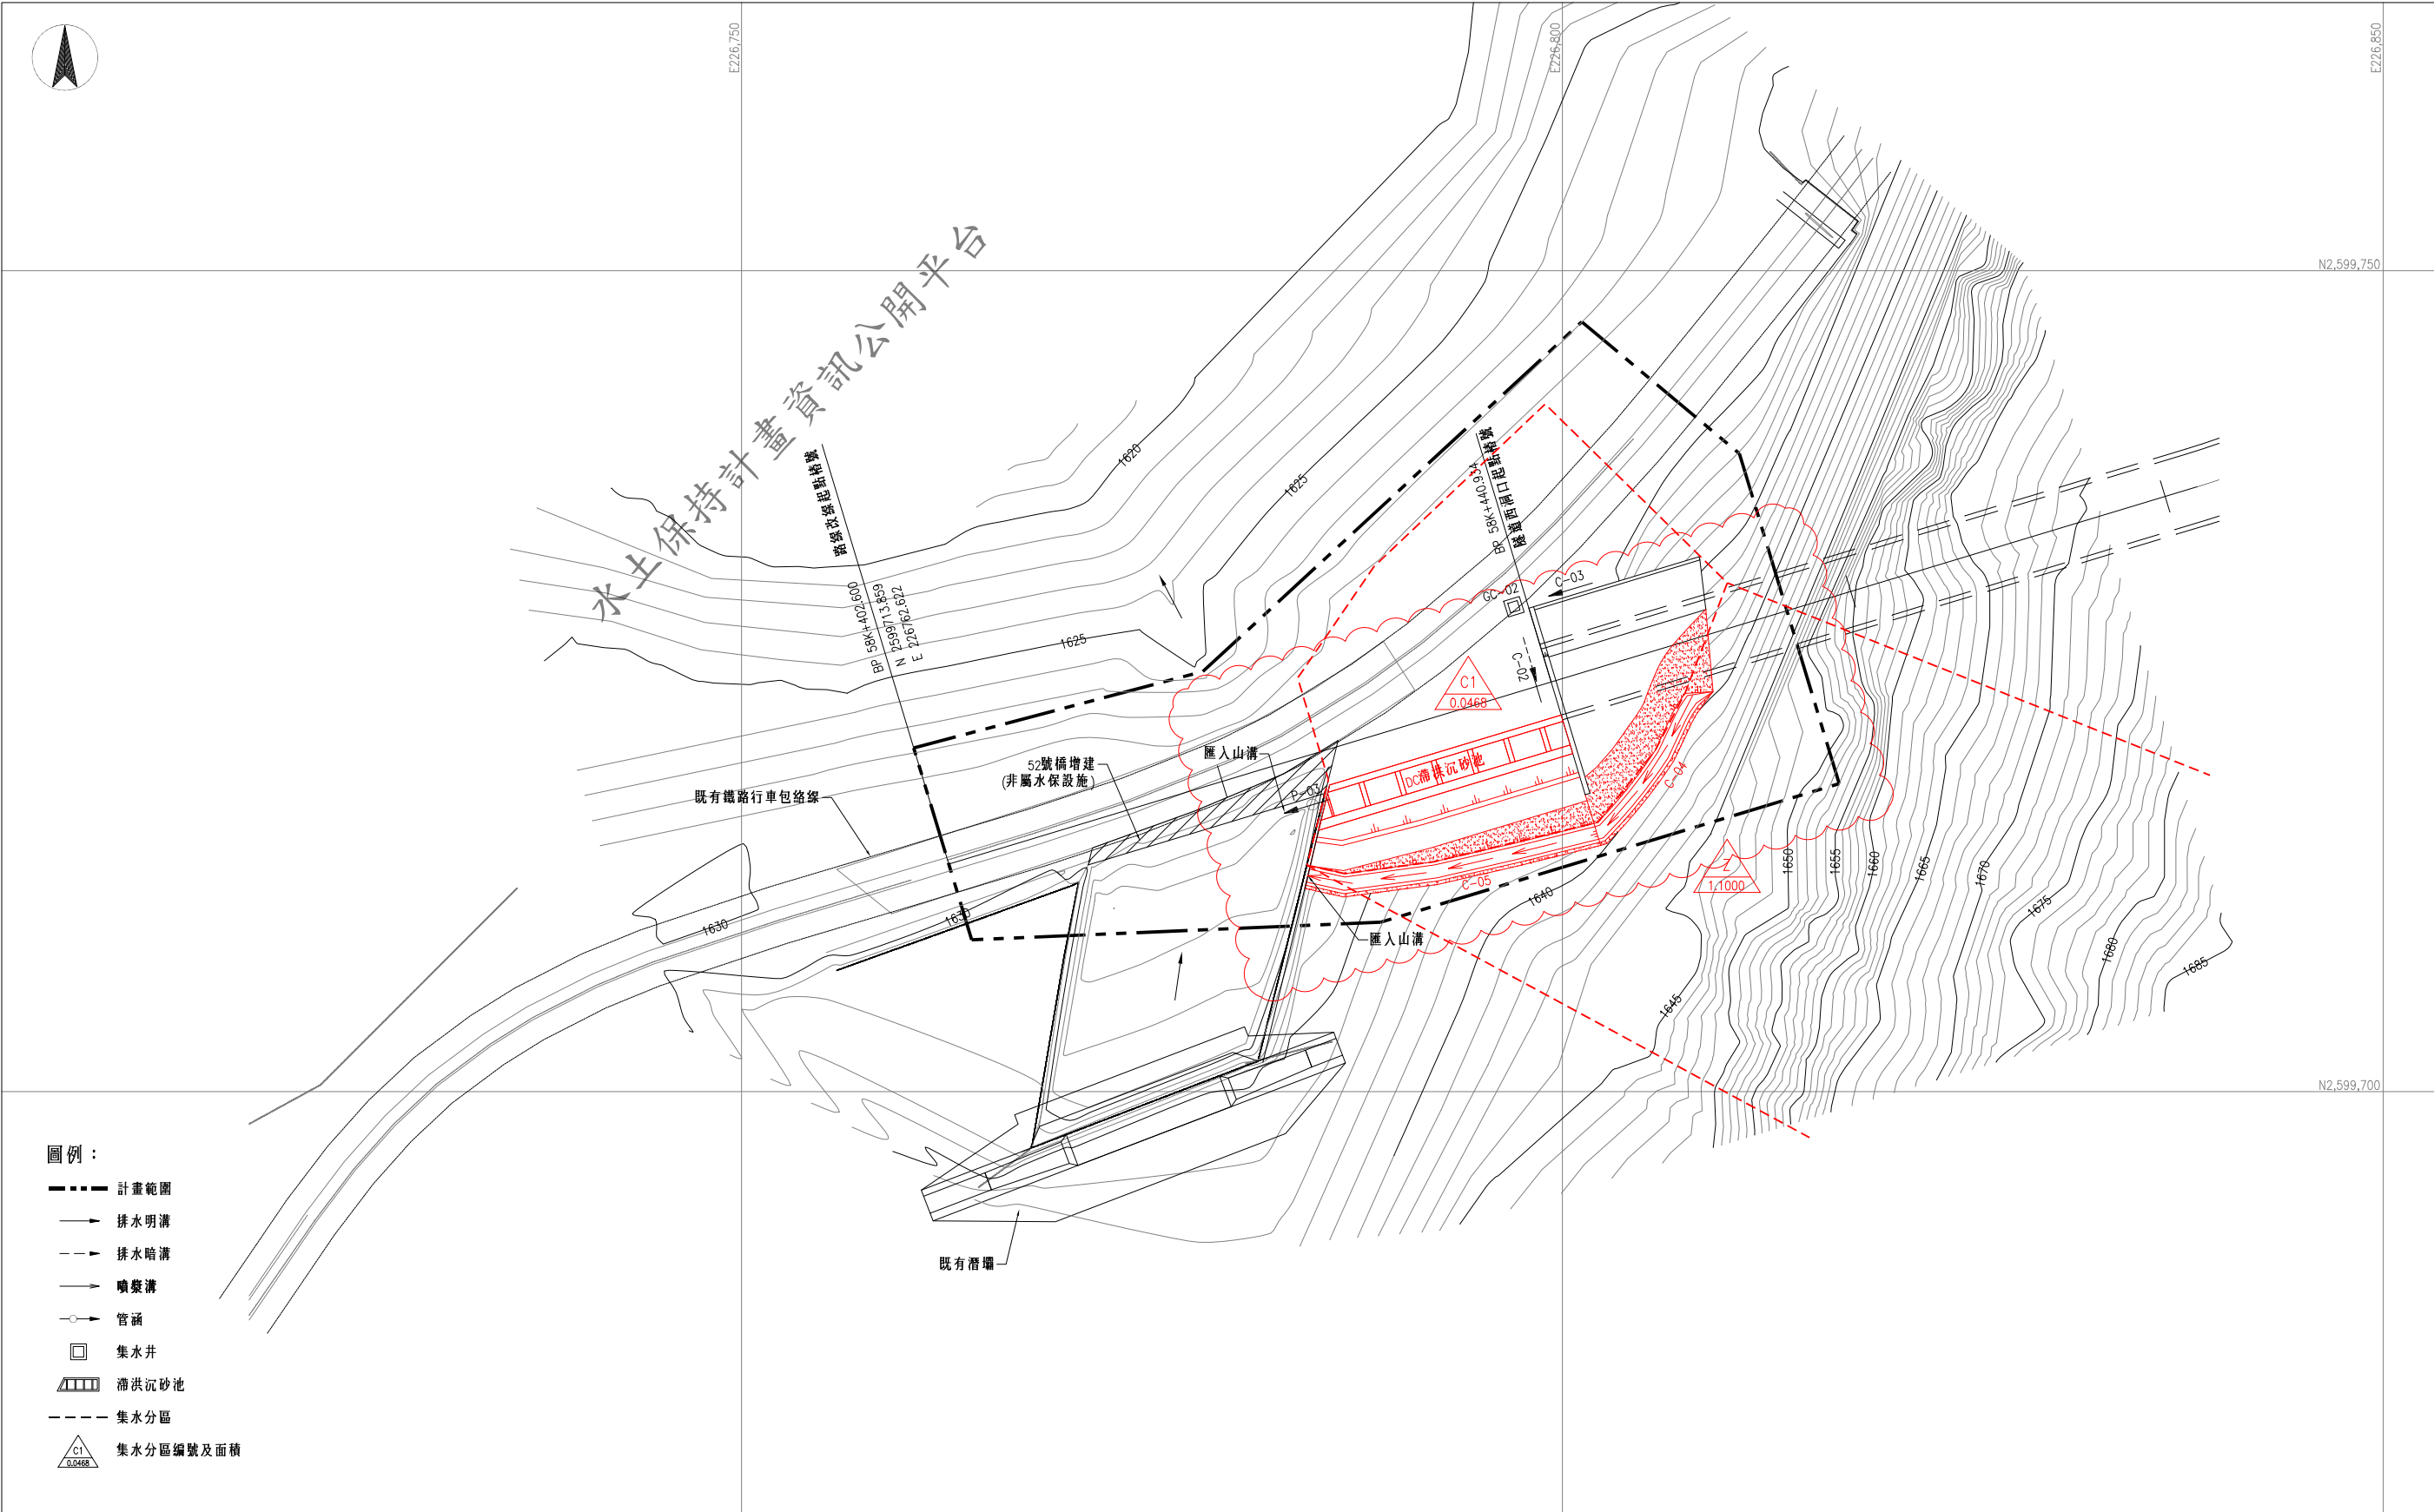 E226,750
E226,800
E226,850
N2,599,750
水土保持計畫資訊公開平台
1620
1625
路線改線起點樁號
BP 58K+402.600
N 2599713.859
E 226762.622
1625
隧道西洞口起點樁號
BP 58K+440.934
GC-02
C-03
C-02
C1
0.0468
匯入山溝
52號橋增建
(非屬水保設施)
既有鐵路行車包絡線
P-03
DC滯洪沉砂池
C-04
C-05
Z
1.1000
1630
1630
匯入山溝
1640
1645
1650
1655
1660
1665
1670
1675
1680
1685
N2,599,700
既有潛壩
圖例：
計畫範圍
排水明溝
排水暗溝
噴漿溝
管涵
集水井
滯洪沉砂池
集水分區
C1
0.0468
集水分區編號及面積